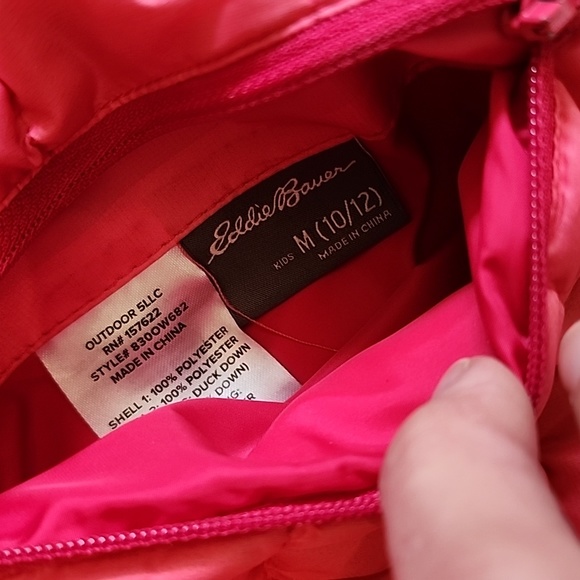 Eddie Bauer
KIDS M (10/12)
MADE IN CHINA
OUTDOOR 5LLC
RN# 157622
STYLE# 830OW682
MADE IN CHINA
SHELL 1: 100% POLYESTER
2: 100% POLYESTER
DUCK DOWN
DOWN)